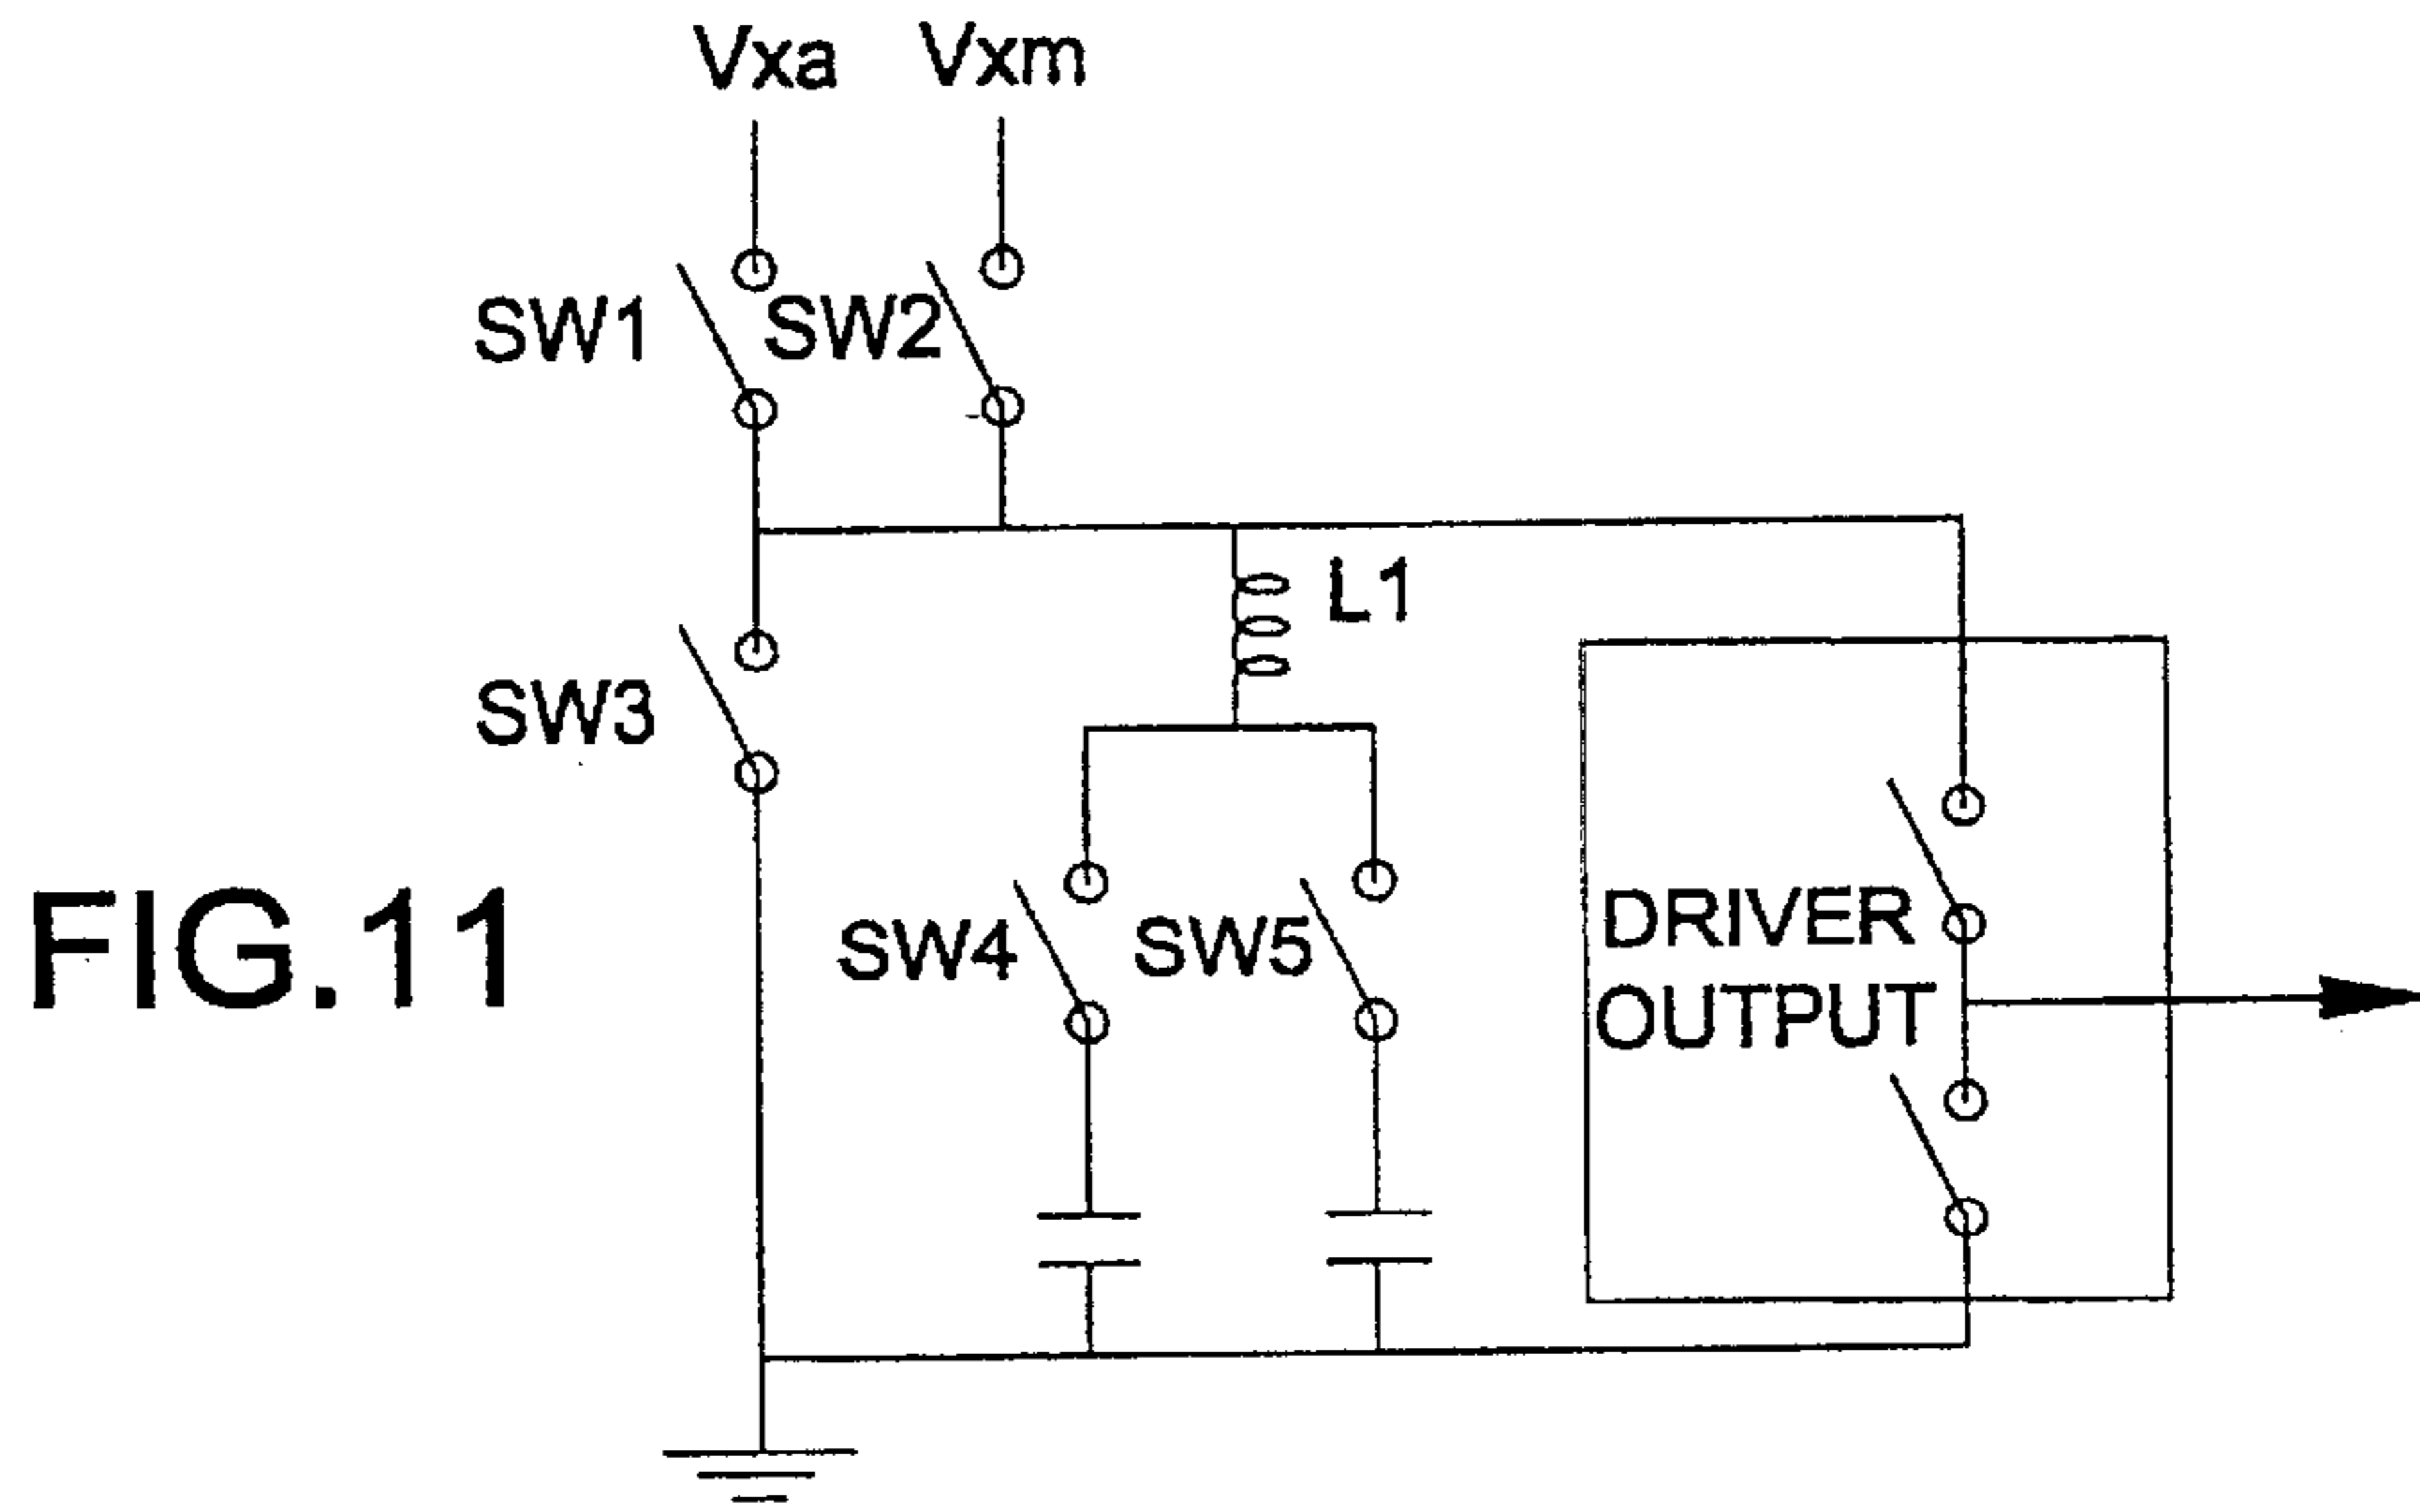 Vxa Vxm
SW1 SW2
L1
SW3
SW4 SW5
DRIVER
OUTPUT
FIG.11